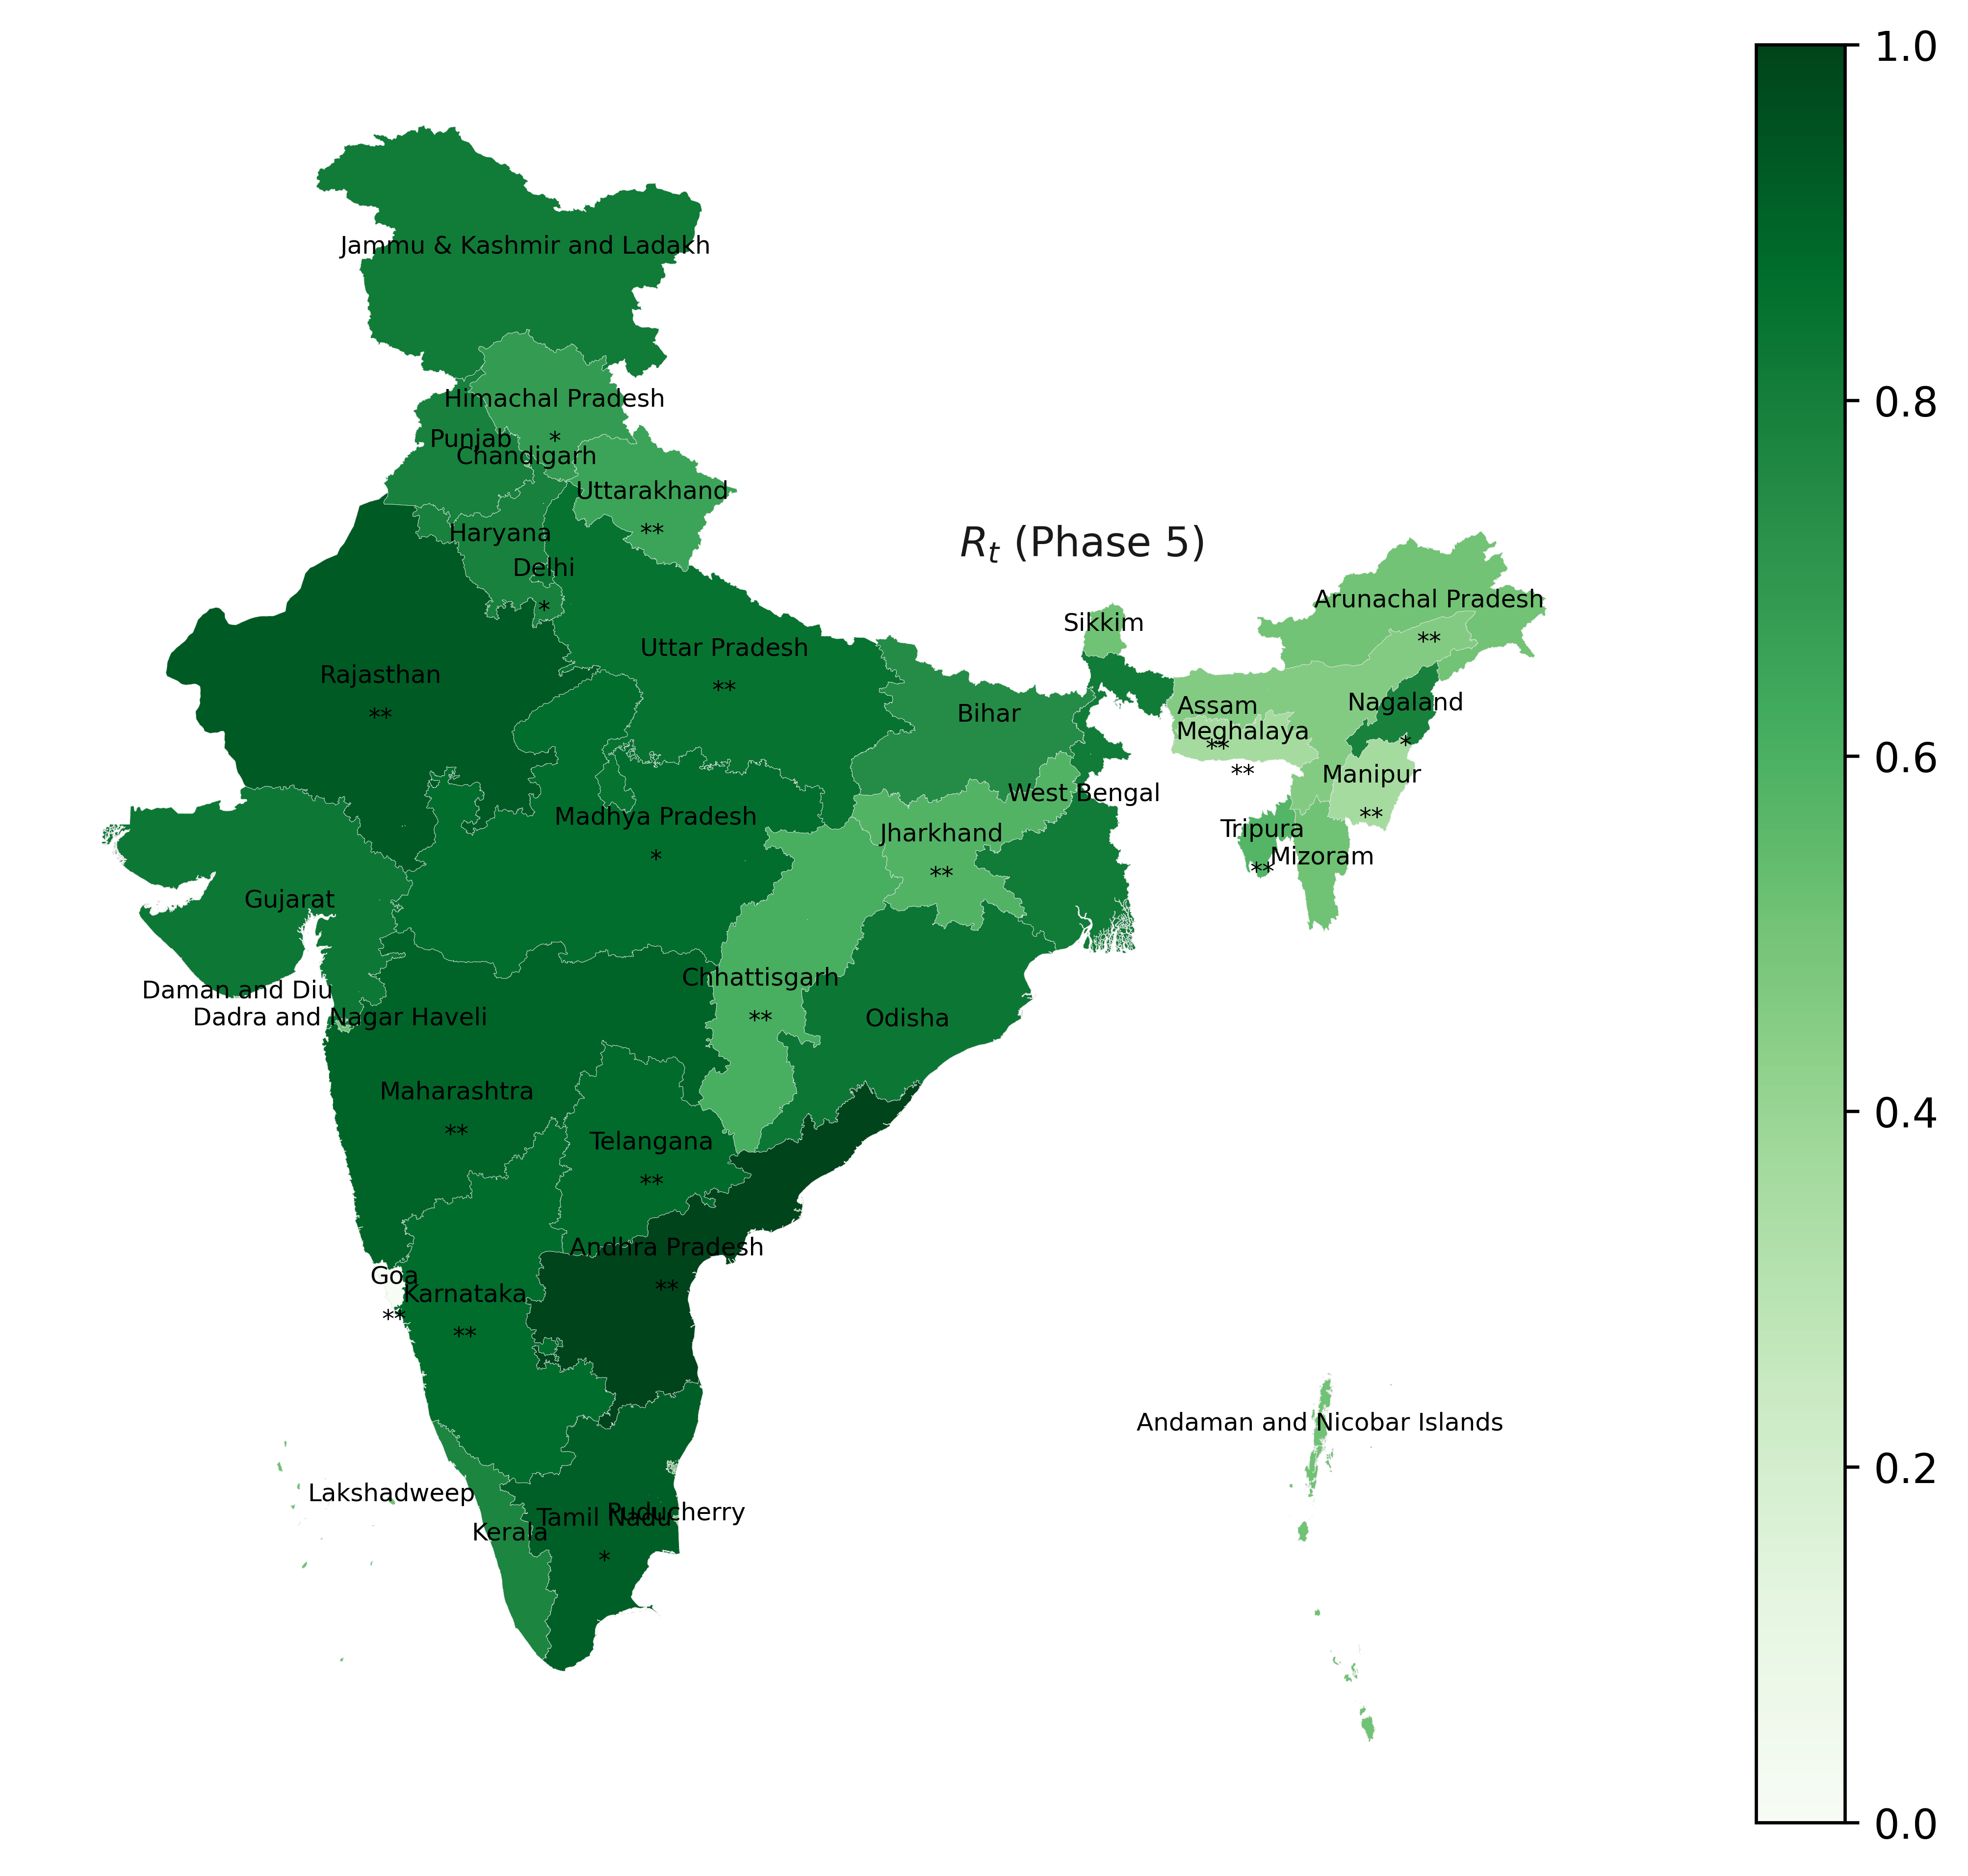 1.0
0.8
0.6
0.4
0.2
0.0
R_t (Phase 5)
Jammu & Kashmir and Ladakh
Himachal Pradesh
*
Punjab
Chandigarh
Uttarakhand
**
Haryana
Delhi
*
Rajasthan
**
Uttar Pradesh
**
Bihar
Sikkim
Arunachal Pradesh
**
Assam
**
Meghalaya
**
Nagaland
*
Manipur
**
Tripura
**
Mizoram
West Bengal
Jharkhand
**
Madhya Pradesh
*
Gujarat
Daman and Diu
Dadra and Nagar Haveli
Chhattisgarh
**
Odisha
Maharashtra
**
Telangana
**
Andhra Pradesh
**
Goa
**
Karnataka
**
Andaman and Nicobar Islands
Lakshadweep
Kerala
Tamil Nadu
*
Puducherry